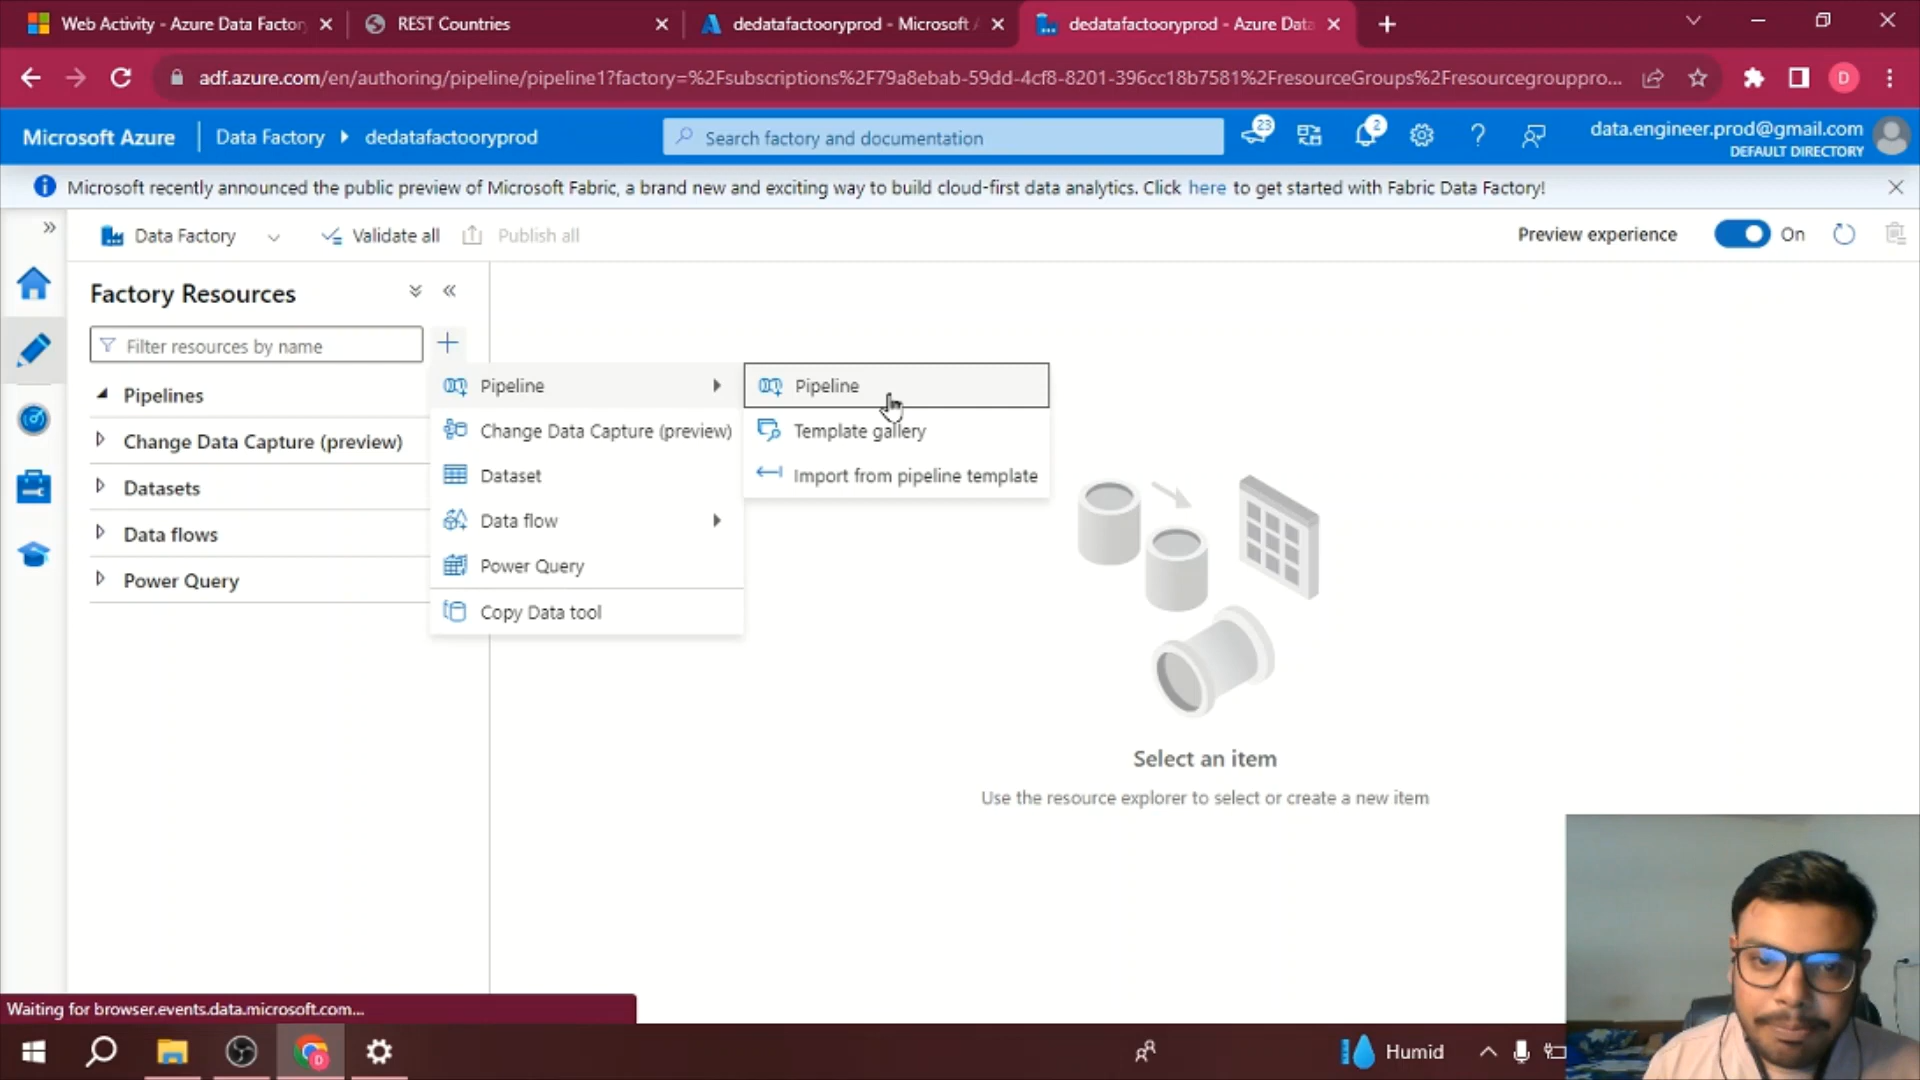 Web Activity - Azure Data Factor
REST Countries
dedatafactooryprod - Microsoft A
dedatafactooryprod - Azure Data
adf.azure.com/en/authoring/pipeline/pipeline1?factory=%2Fsubscriptions%2F79a8ebab-59dd-4cf8-8201-396cc18b7581%2FresourceGroups%2Fresourcegrouppro...
D
Microsoft Azure
Data Factory
dedatafactooryprod
Search factory and documentation
23
2
data.engineer.prod@gmail.com
DEFAULT DIRECTORY
Microsoft recently announced the public preview of Microsoft Fabric, a brand new and exciting way to build cloud-first data analytics. Click here to get started with Fabric Data Factory!
Data Factory
Validate all
Publish all
Preview experience
On
Factory Resources
Filter resources by name
Pipelines
Change Data Capture (preview)
Datasets
Data flows
Power Query
Pipeline
Change Data Capture (preview)
Dataset
Data flow
Power Query
Copy Data tool
Pipeline
Template gallery
Import from pipeline template
Select an item
Use the resource explorer to select or create a new item
Waiting for browser.events.data.microsoft.com...
Humid